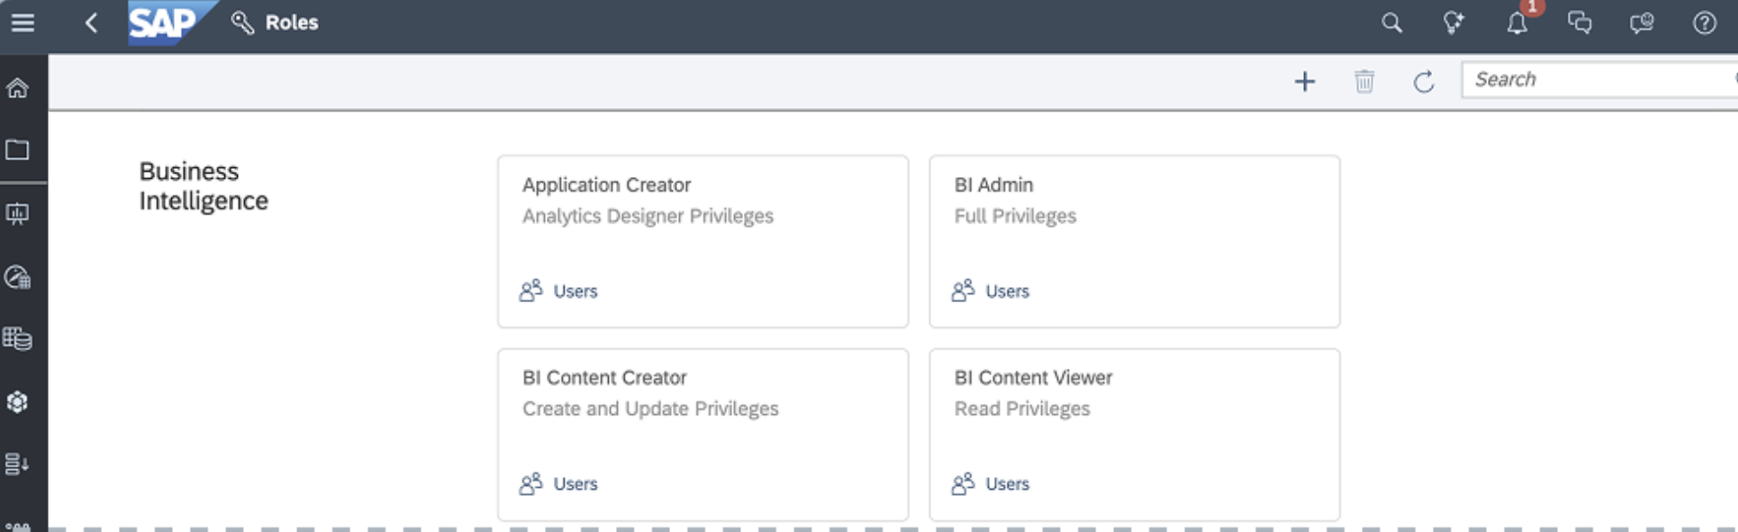 SAP Roles
1
Search
Business
Intelligence
Application Creator
Analytics Designer Privileges
Users
BI Admin
Full Privileges
Users
BI Content Creator
Create and Update Privileges
Users
BI Content Viewer
Read Privileges
Users